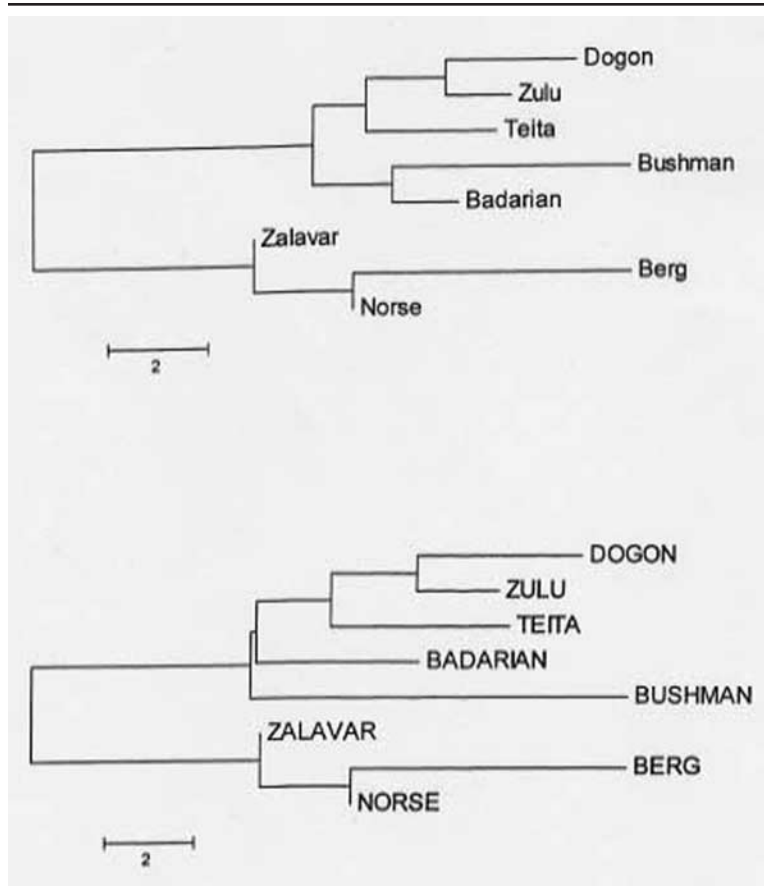 Dogon
Zulu
Teita
Bushman
Badarian
Zalavar
Berg
Norse
2
DOGON
ZULU
TEITA
BADARIAN
BUSHMAN
ZALAVAR
BERG
NORSE
2